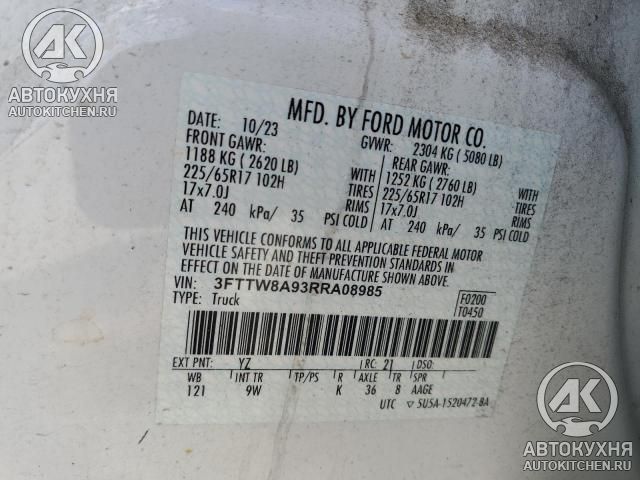 AK
АВТОКУХНЯ
AUTOKITCHEN.RU
MFD. BY FORD MOTOR CO.
DATE: 10/23
GVWR: 2304 KG ( 5080 LB)
FRONT GAWR:
1188 KG ( 2620 LB) WITH
225/65R17 102H TIRES
17x7.0J RIMS
AT 240 kPa/ 35 PSI COLD
REAR GAWR:
1252 KG ( 2760 LB) WITH
225/65R17 102H TIRES
17x7.0J RIMS
AT 240 kPa/ 35 PSI COLD
THIS VEHICLE CONFORMS TO ALL APPLICABLE FEDERAL MOTOR
VEHICLE SAFETY AND THEFT PREVENTION STANDARDS IN
EFFECT ON THE DATE OF MANUFACTURE SHOWN ABOVE.
VIN: 3FTTW8A93RRA08985
TYPE: Truck
F0200
T0450
EXT PNT: YZ RC: 21 DSO:
WB INT TR TP/PS R AXLE TR SPR
121 9W K 36 8 AAGE
UTC ▽ 5U5A-1520472-BA
AK
АВТОКУХНЯ
AUTOKITCHEN.RU